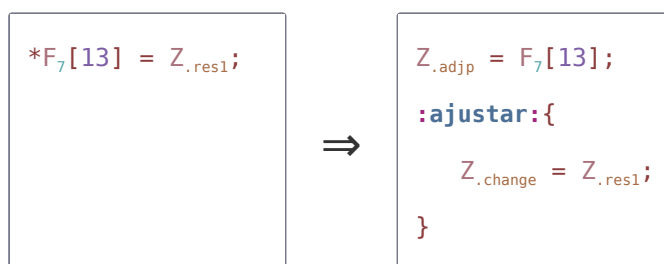 *F₇[13] = Z.res1;
⇒
Z.adjp = F₇[13];
:ajustar:{
Z.change = Z.res1;
}